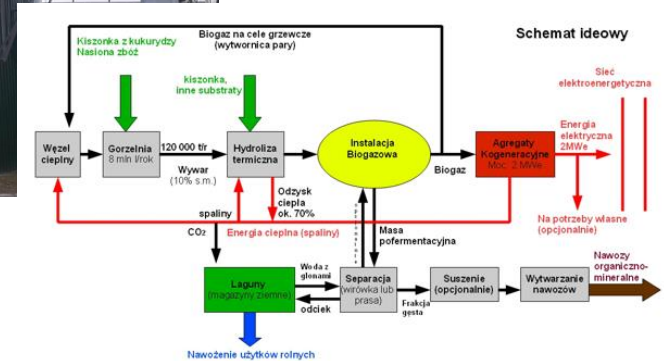 Schemat ideowy
Biogaz na cele grzewcze
(wytwornica pary)
Kiszonka z kukurydzy
Nasiona zbóż
kiszonka,
inne substraty
Sieć
elektroenergetyczna
Węzeł
cieplny
Gorzelnia
8 mln l/rok
120 000 t/r
Wywar
(10% s.m.)
Hydroliza
termiczna
Instalacja
Biogazowa
Biogaz
Agregaty
Kogeneracyjne
Moc: 2 MWe
Energia
elektryczna
2MWe
Odzysk
ciepła
ok. 70%
Na potrzeby własne
(opcjonalnie)
spaliny
CO₂
Energia cieplna (spaliny)
Masa
pofermentacyjna
Nawozy
organiczno-
mineralne
Laguny
(magazyny ziemne)
Woda z
glonami
odciek
Separacja
(wirówka lub
prasa)
Frakcja
gęsta
Suszenie
(opcjonalnie)
Wytwarzanie
nawozów
Nawożenie użytków rolnych